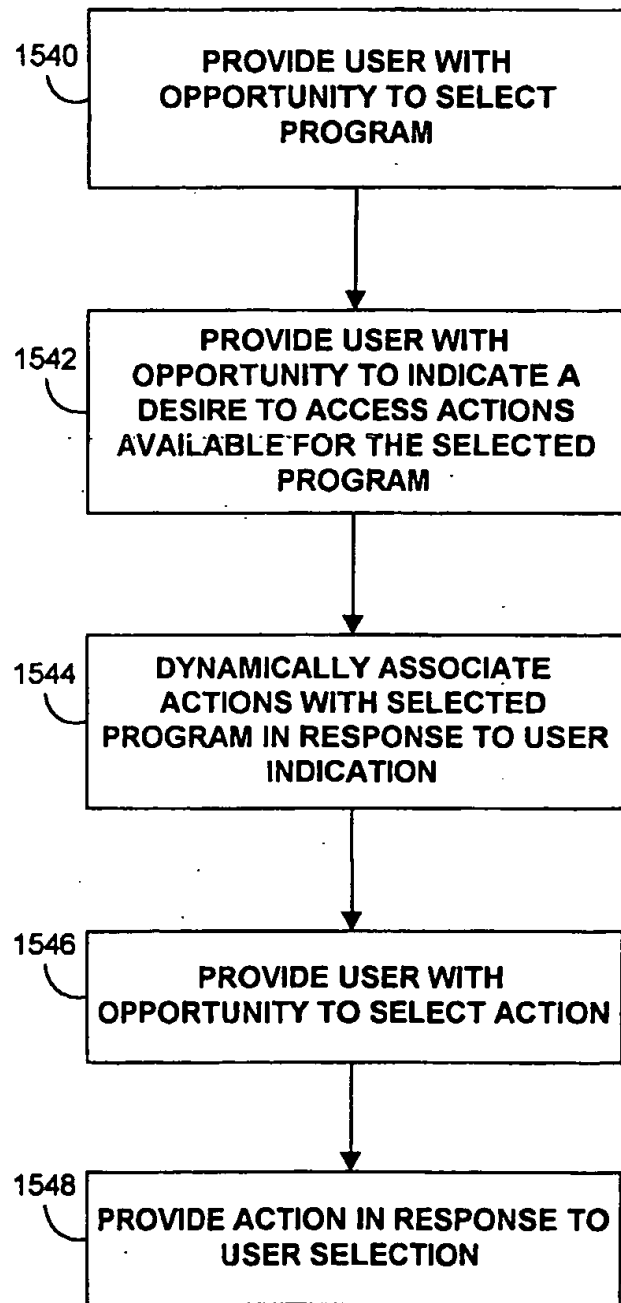 1540
PROVIDE USER WITH
OPPORTUNITY TO SELECT
PROGRAM
1542
PROVIDE USER WITH
OPPORTUNITY TO INDICATE A
DESIRE TO ACCESS ACTIONS
AVAILABLE FOR THE SELECTED
PROGRAM
1544
DYNAMICALLY ASSOCIATE
ACTIONS WITH SELECTED
PROGRAM IN RESPONSE TO USER
INDICATION
1546
PROVIDE USER WITH
OPPORTUNITY TO SELECT ACTION
1548
PROVIDE ACTION IN RESPONSE TO
USER SELECTION